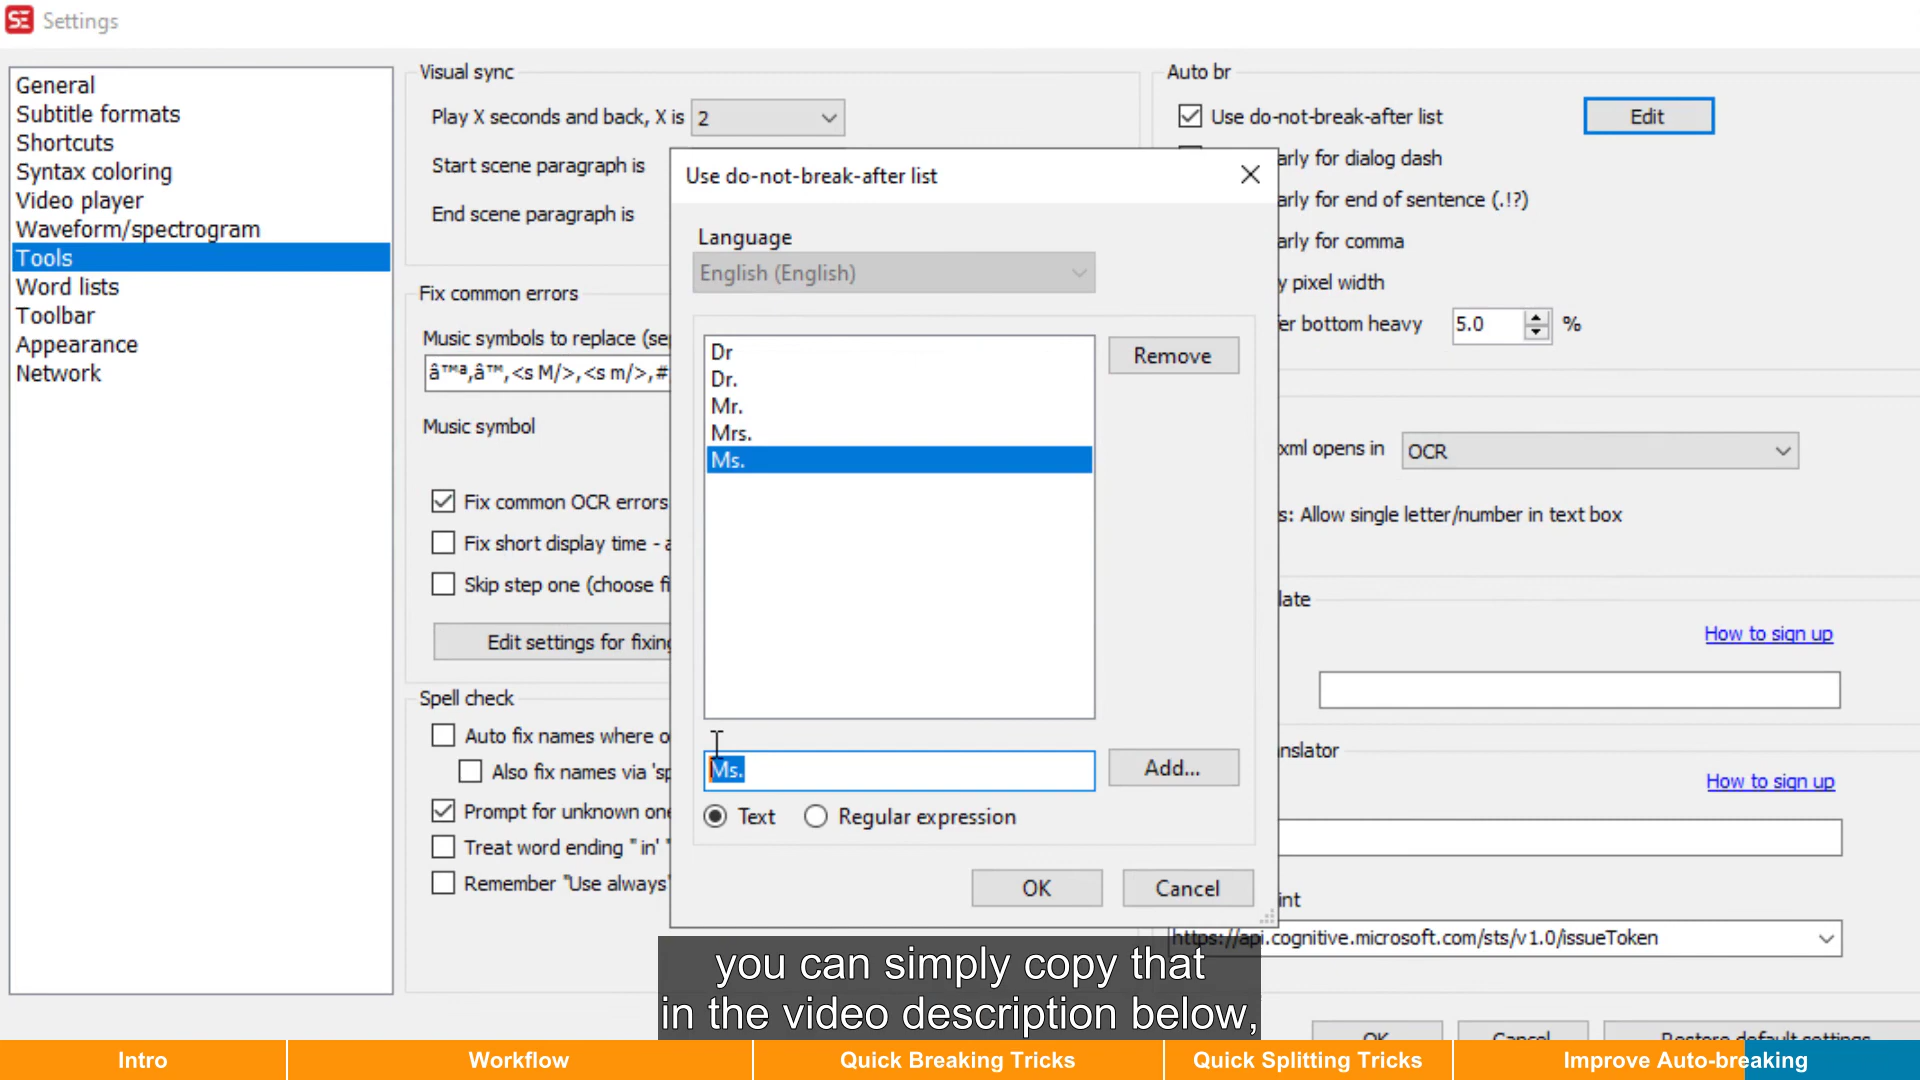 SE Settings
General
Subtitle formats
Shortcuts
Syntax coloring
Video player
Waveform/spectrogram
Tools
Word lists
Toolbar
Appearance
Network
Visual sync
Play X seconds and back, X is 2
Start scene paragraph is
End scene paragraph is
Fix common errors
Music symbols to replace (se
â™ª,â™,<s M/>,<s m/>,#
Music symbol
Fix common OCR errors
Fix short display time - a
Skip step one (choose fi
Edit settings for fixing
Spell check
Auto fix names where o
Also fix names via 'sp
Prompt for unknown one
Treat word ending " in' "
Remember "Use always"
Use do-not-break-after list
Language
English (English)
Dr
Dr.
Mr.
Mrs.
Ms.
Remove
Ms.
Add...
Text
Regular expression
OK
Cancel
Auto br
Use do-not-break-after list
Edit
arly for dialog dash
arly for end of sentence (.!?)
arly for comma
y pixel width
er bottom heavy 5.0 %
xml opens in OCR
s: Allow single letter/number in text box
late
How to sign up
nslator
How to sign up
int
https://api.cognitive.microsoft.com/sts/v1.0/issueToken
OK
Cancel
Restore default settings
you can simply copy that
in the video description below,
Intro
Workflow
Quick Breaking Tricks
Quick Splitting Tricks
Improve Auto-breaking